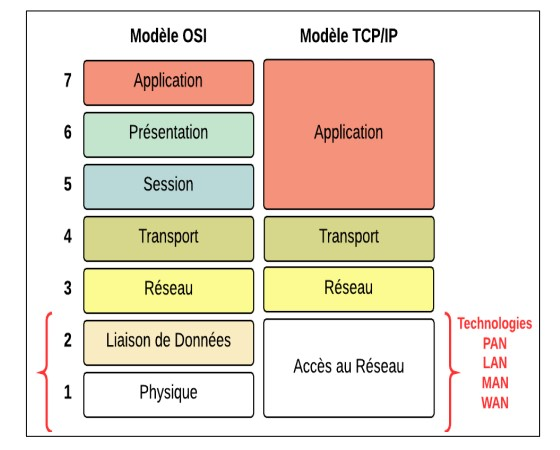 Modèle OSI Modèle TCP/IP
7 Application
6 Présentation Application
5 Session
4 Transport Transport
3 Réseau Réseau
2 Liaison de Données
Accès au Réseau
1 Physique
Technologies
PAN
LAN
MAN
WAN